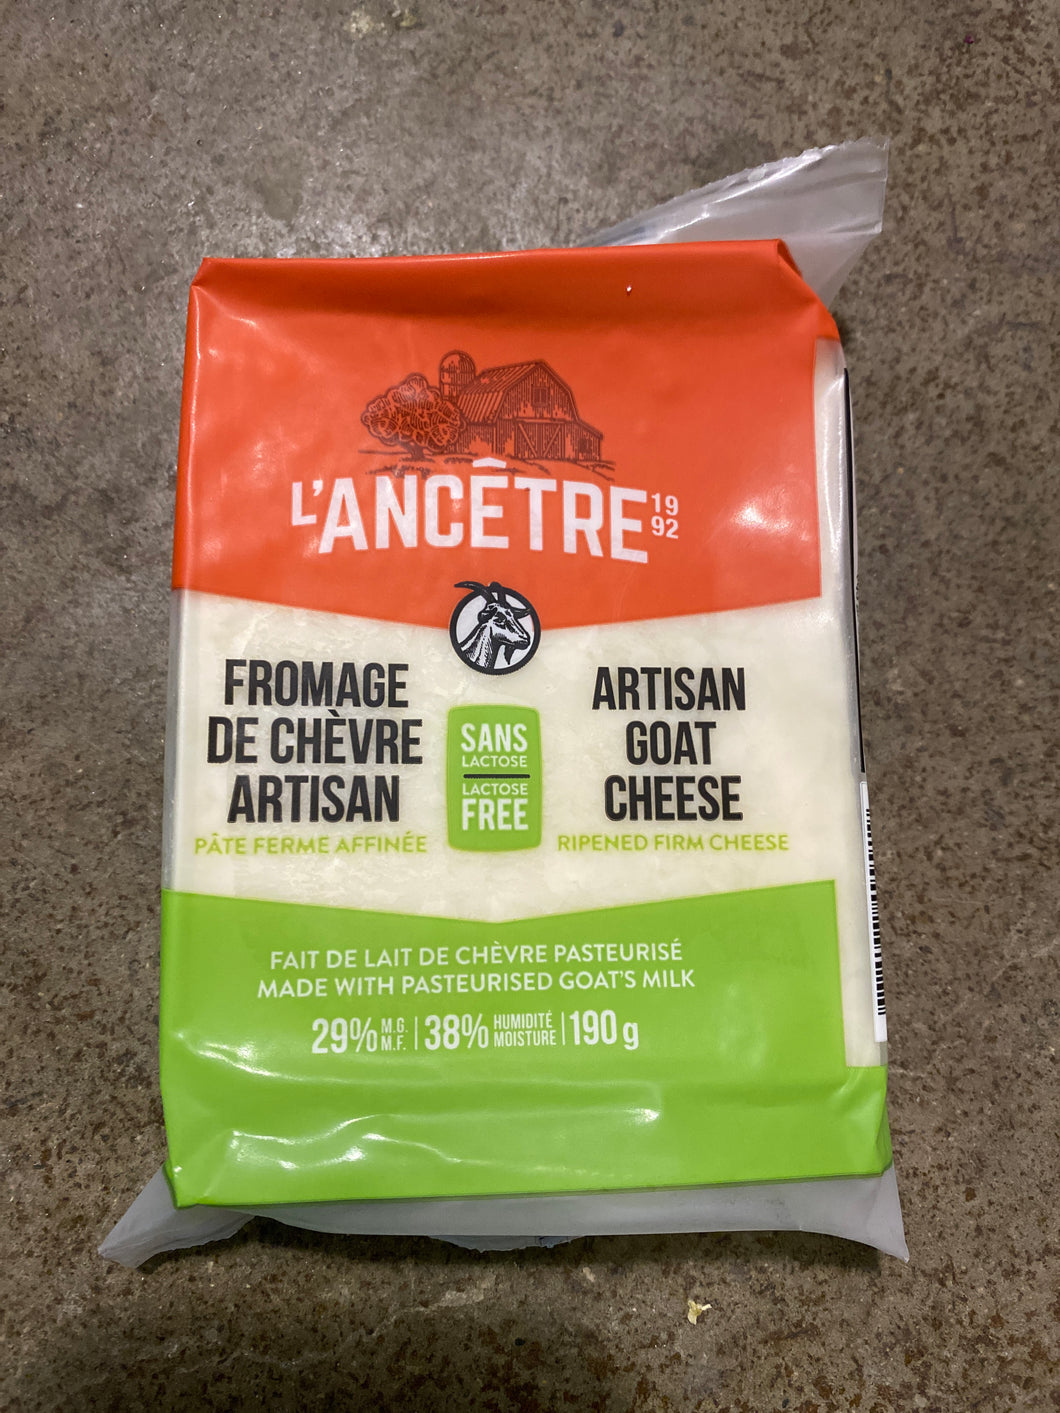 L'ANCÊTRE 19
92
FROMAGE
DE CHÈVRE
ARTISAN
PÂTE FERME AFFINÉE
SANS
LACTOSE
LACTOSE
FREE
ARTISAN
GOAT
CHEESE
RIPENED FIRM CHEESE
FAIT DE LAIT DE CHÈVRE PASTEURISÉ
MADE WITH PASTEURISED GOAT'S MILK
29% M.G. M.F. | 38% HUMIDITÉ MOISTURE | 190 g